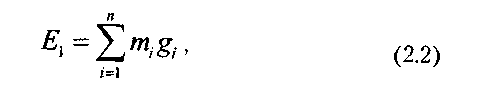 E_i = \sum_{i=1}^{n} m_i g_i , (2.2)